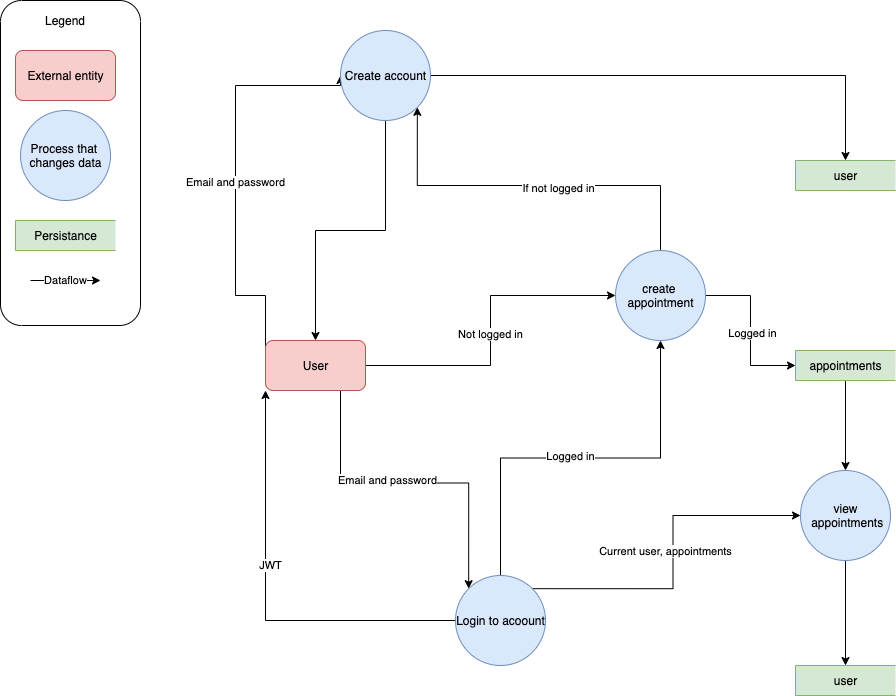 Legend
External entity
Process that
changes data
Persistance
Dataflow
Create account
Email and password
user
If not logged in
create
appointment
Not logged in
Logged in
User
appointments
Logged in
Email and password
view
appointments
Current user, appointments
JWT
Login to acoount
user